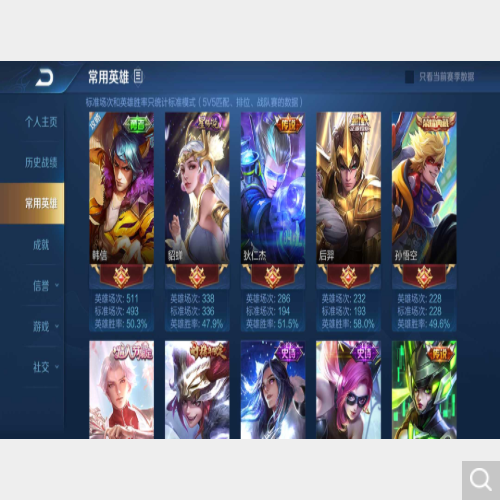 常用英雄
只看当前赛季数据
标准场次和英雄胜率只统计标准模式（5V5匹配、排位、战队赛的数据）
个人主页
历史战绩
常用英雄
成就
信誉
游戏
社交
传说
韩信
貂蝉
狄仁杰
后羿
孙悟空
英雄场次: 511
标准场次: 493
英雄胜率: 50.3%
英雄场次: 338
标准场次: 336
英雄胜率: 47.9%
英雄场次: 286
标准场次: 194
英雄胜率: 51.5%
英雄场次: 232
标准场次: 193
英雄胜率: 58.0%
英雄场次: 228
标准场次: 228
英雄胜率: 49.6%
史诗
史诗
传说